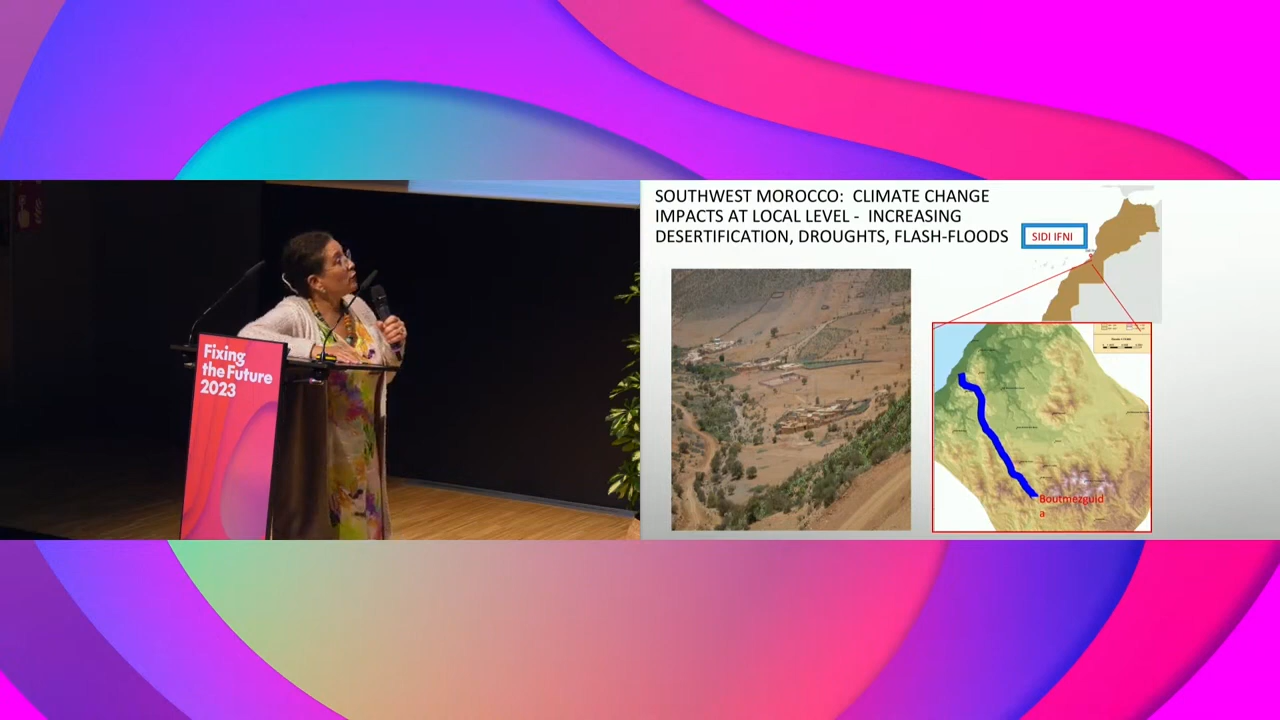 Fixing
the Future
2023
SOUTHWEST MOROCCO: CLIMATE CHANGE
IMPACTS AT LOCAL LEVEL - INCREASING
DESERTIFICATION, DROUGHTS, FLASH-FLOODS
SIDI IFNI
Boutmezguid
a